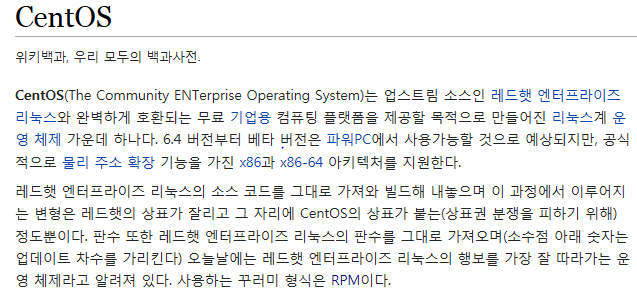 CentOS
위키백과, 우리 모두의 백과사전.
CentOS(The Community ENTerprise Operating System)는 업스트림 소스인 레드햇 엔터프라이즈
리눅스와 완벽하게 호환되는 무료 기업용 컴퓨팅 플랫폼을 제공할 목적으로 만들어진 리눅스계 운
영 체제 가운데 하나다. 6.4 버전부터 베타 버전은 파워PC에서 사용가능할 것으로 예상되지만, 공식
적으로 물리 주소 확장 기능을 가진 x86과 x86-64 아키텍처를 지원한다.
레드햇 엔터프라이즈 리눅스의 소스 코드를 그대로 가져와 빌드해 내놓으며 이 과정에서 이루어지
는 변형은 레드햇의 상표가 잘리고 그 자리에 CentOS의 상표가 붙는(상표권 분쟁을 피하기 위해)
정도뿐이다. 판수 또한 레드햇 엔터프라이즈 리눅스의 판수를 그대로 가져오며(소수점 아래 숫자는
업데이트 차수를 가리킨다) 오늘날에는 레드햇 엔터프라이즈 리눅스의 행보를 가장 잘 따라가는 운
영 체제라고 알려져 있다. 사용하는 꾸러미 형식은 RPM이다.